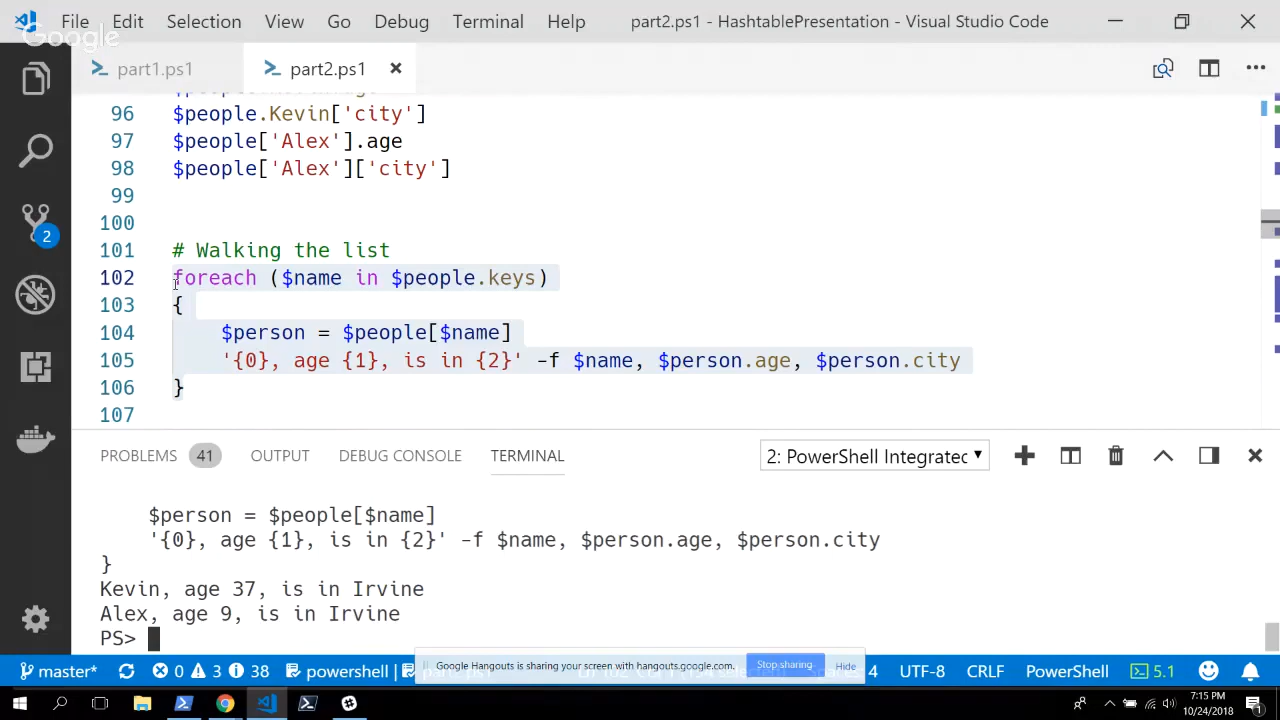 File Edit Selection View Go Debug Terminal Help part2.ps1 - HashtablePresentation - Visual Studio Code
Google
part1.ps1 part2.ps1
96 $people.Kevin['city']
97 $people['Alex'].age
98 $people['Alex']['city']
99
100
101 # Walking the list
102 foreach ($name in $people.keys)
103 {
104 $person = $people[$name]
105 '{0}, age {1}, is in {2}' -f $name, $person.age, $person.city
106 }
107
PROBLEMS 41 OUTPUT DEBUG CONSOLE TERMINAL 2: PowerShell Integrated
2
$person = $people[$name]
'{0}, age {1}, is in {2}' -f $name, $person.age, $person.city
}
Kevin, age 37, is in Irvine
Alex, age 9, is in Irvine
PS>
Google Hangouts is sharing your screen with hangouts.google.com. Stop sharing Hide
master* 0 3 38 powershell 4 UTF-8 CRLF PowerShell 5.1
7:15 PM
10/24/2018
1